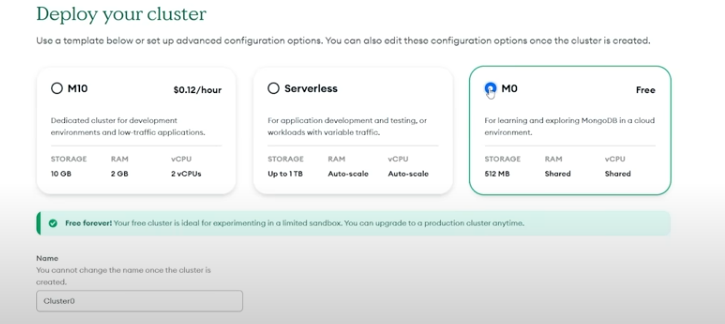 Deploy your cluster
Use a template below or set up advanced configuration options. You can also edit these configuration options once the cluster is created.
M10 $0.12/hour
Dedicated cluster for development
environments and low-traffic applications.
STORAGE RAM vCPU
10 GB 2 GB 2 vCPUs
Serverless
For application development and testing, or
workloads with variable traffic.
STORAGE RAM vCPU
Up to 1 TB Auto-scale Auto-scale
M0 Free
For learning and exploring MongoDB in a cloud
environment.
STORAGE RAM vCPU
512 MB Shared Shared
Free forever! Your free cluster is ideal for experimenting in a limited sandbox. You can upgrade to a production cluster anytime.
Name
You cannot change the name once the cluster is
created.
Cluster0